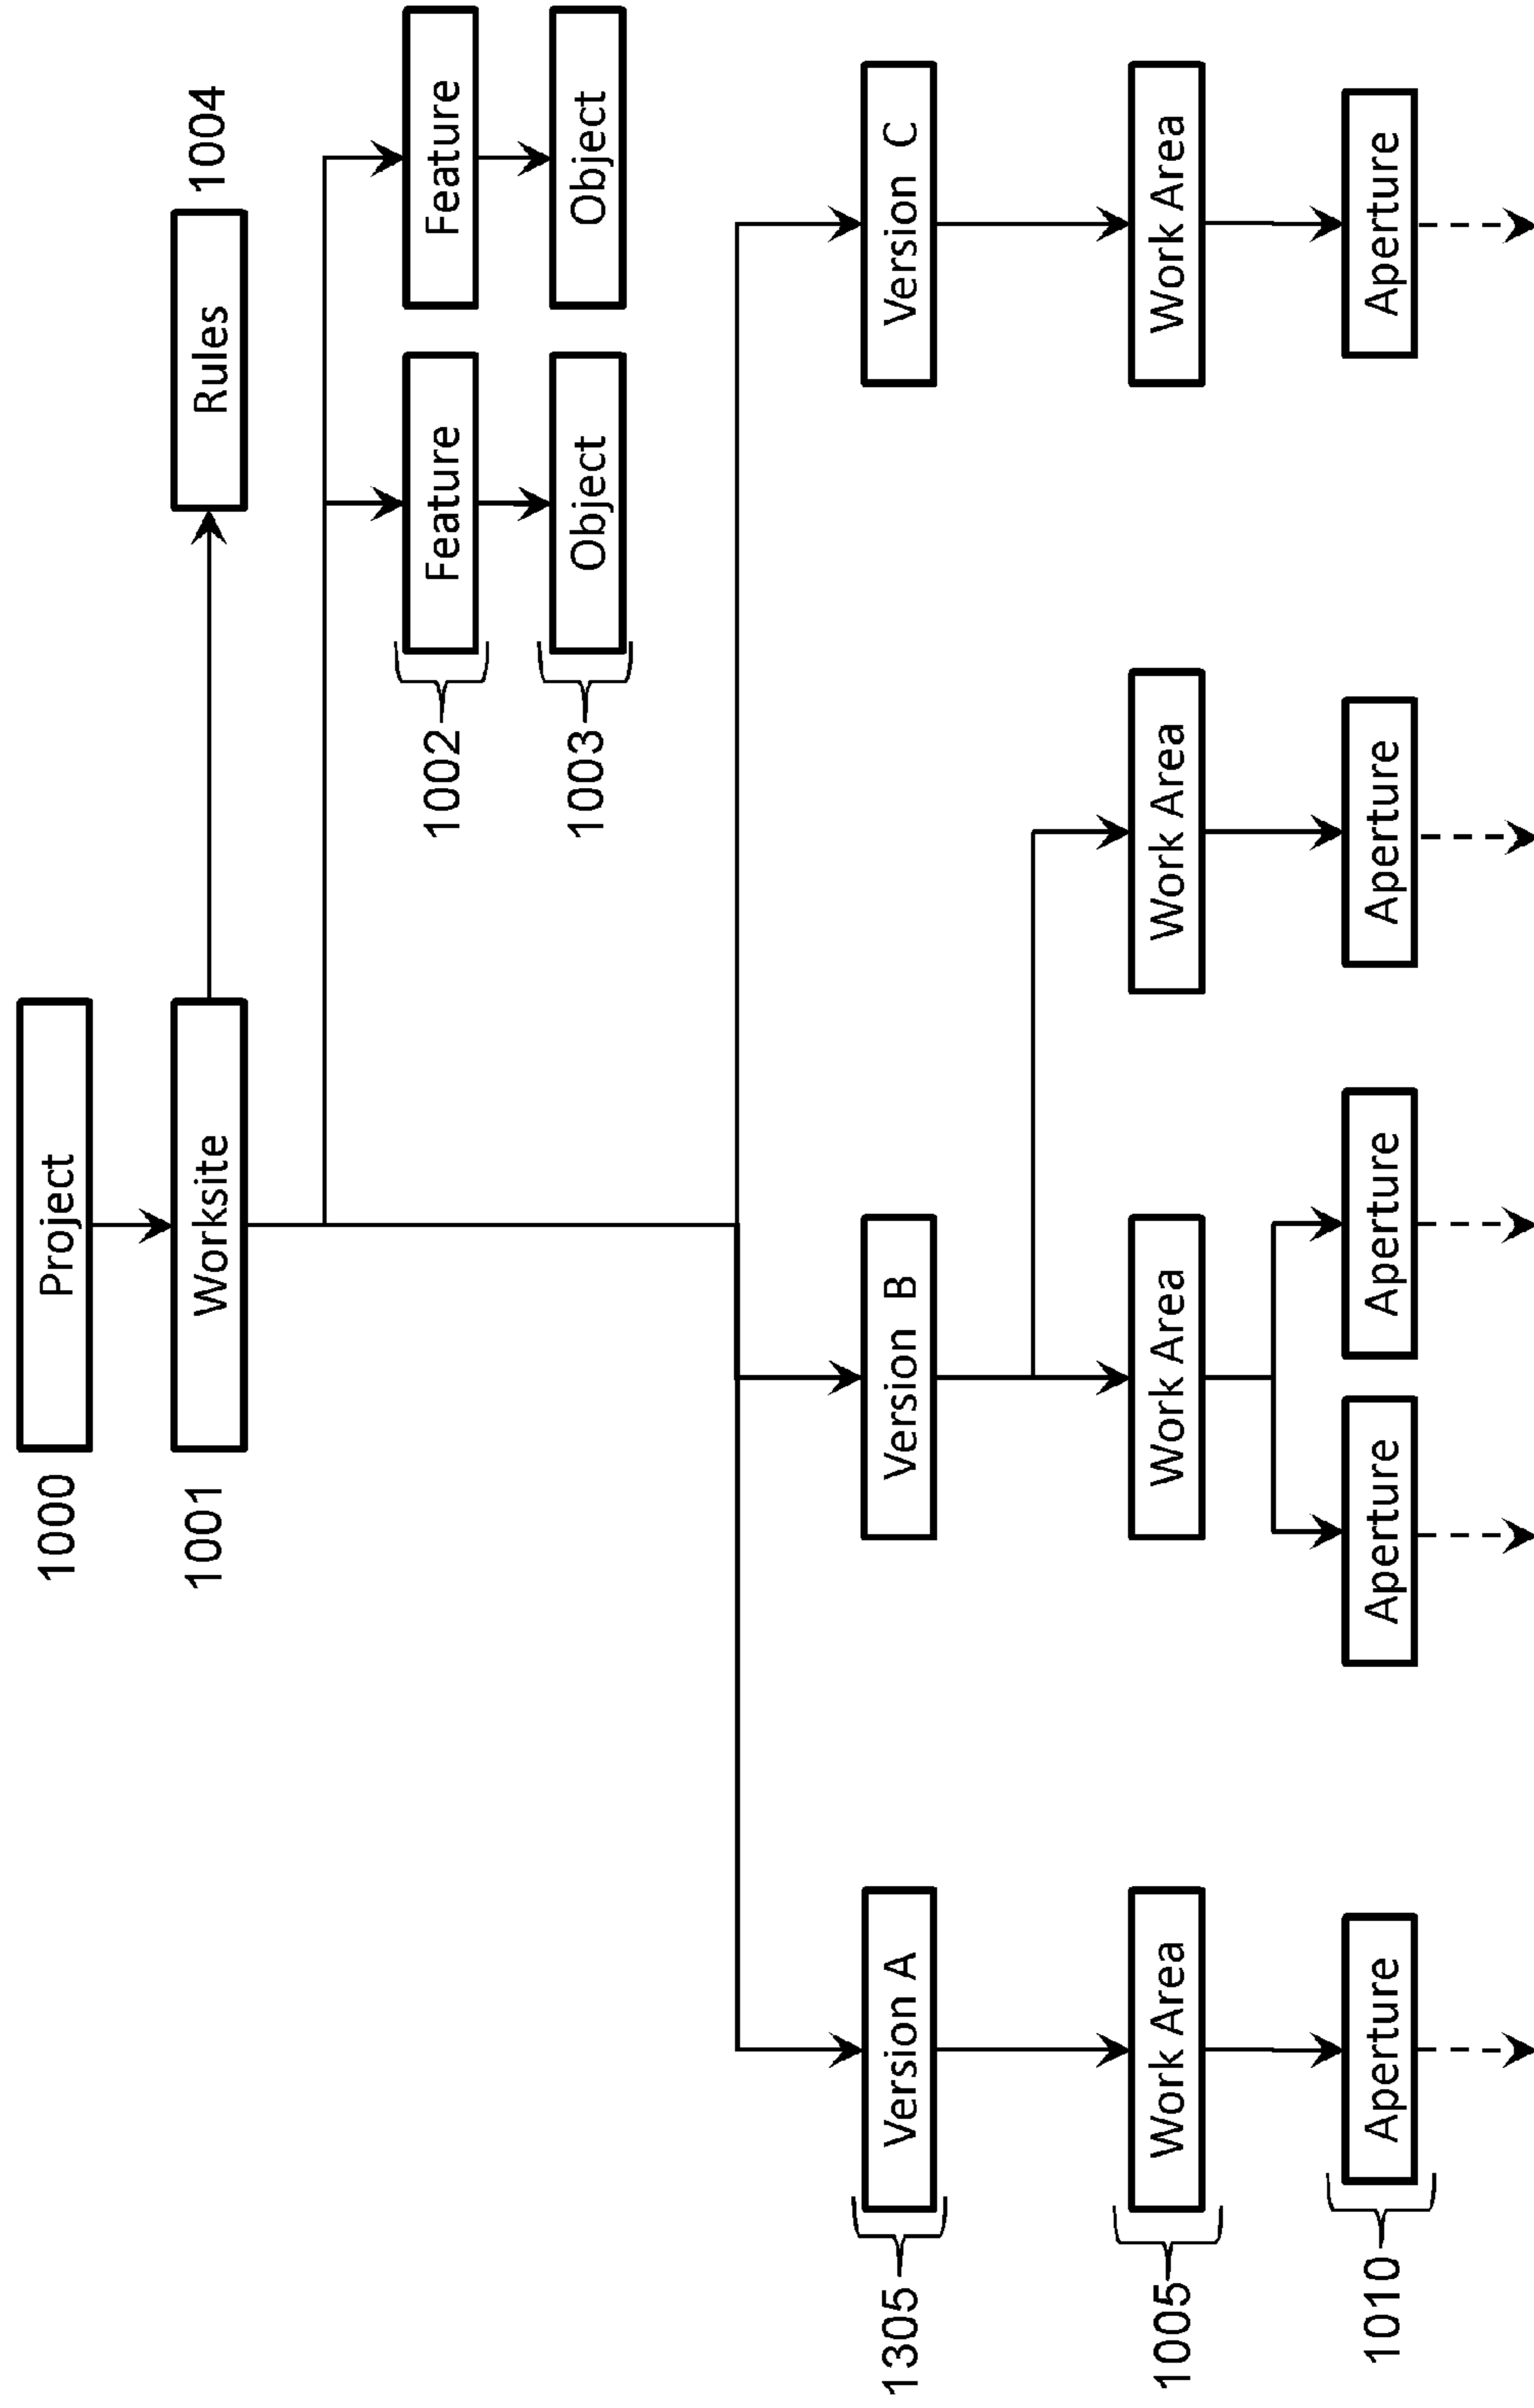 1000 Project
1001 Worksite Rules 1004
1002 Feature Feature
1003 Object Object
1305 Version A Version B Version C
1005 Work Area Work Area Work Area Work Area
1010 Aperture Aperture Aperture Aperture Aperture